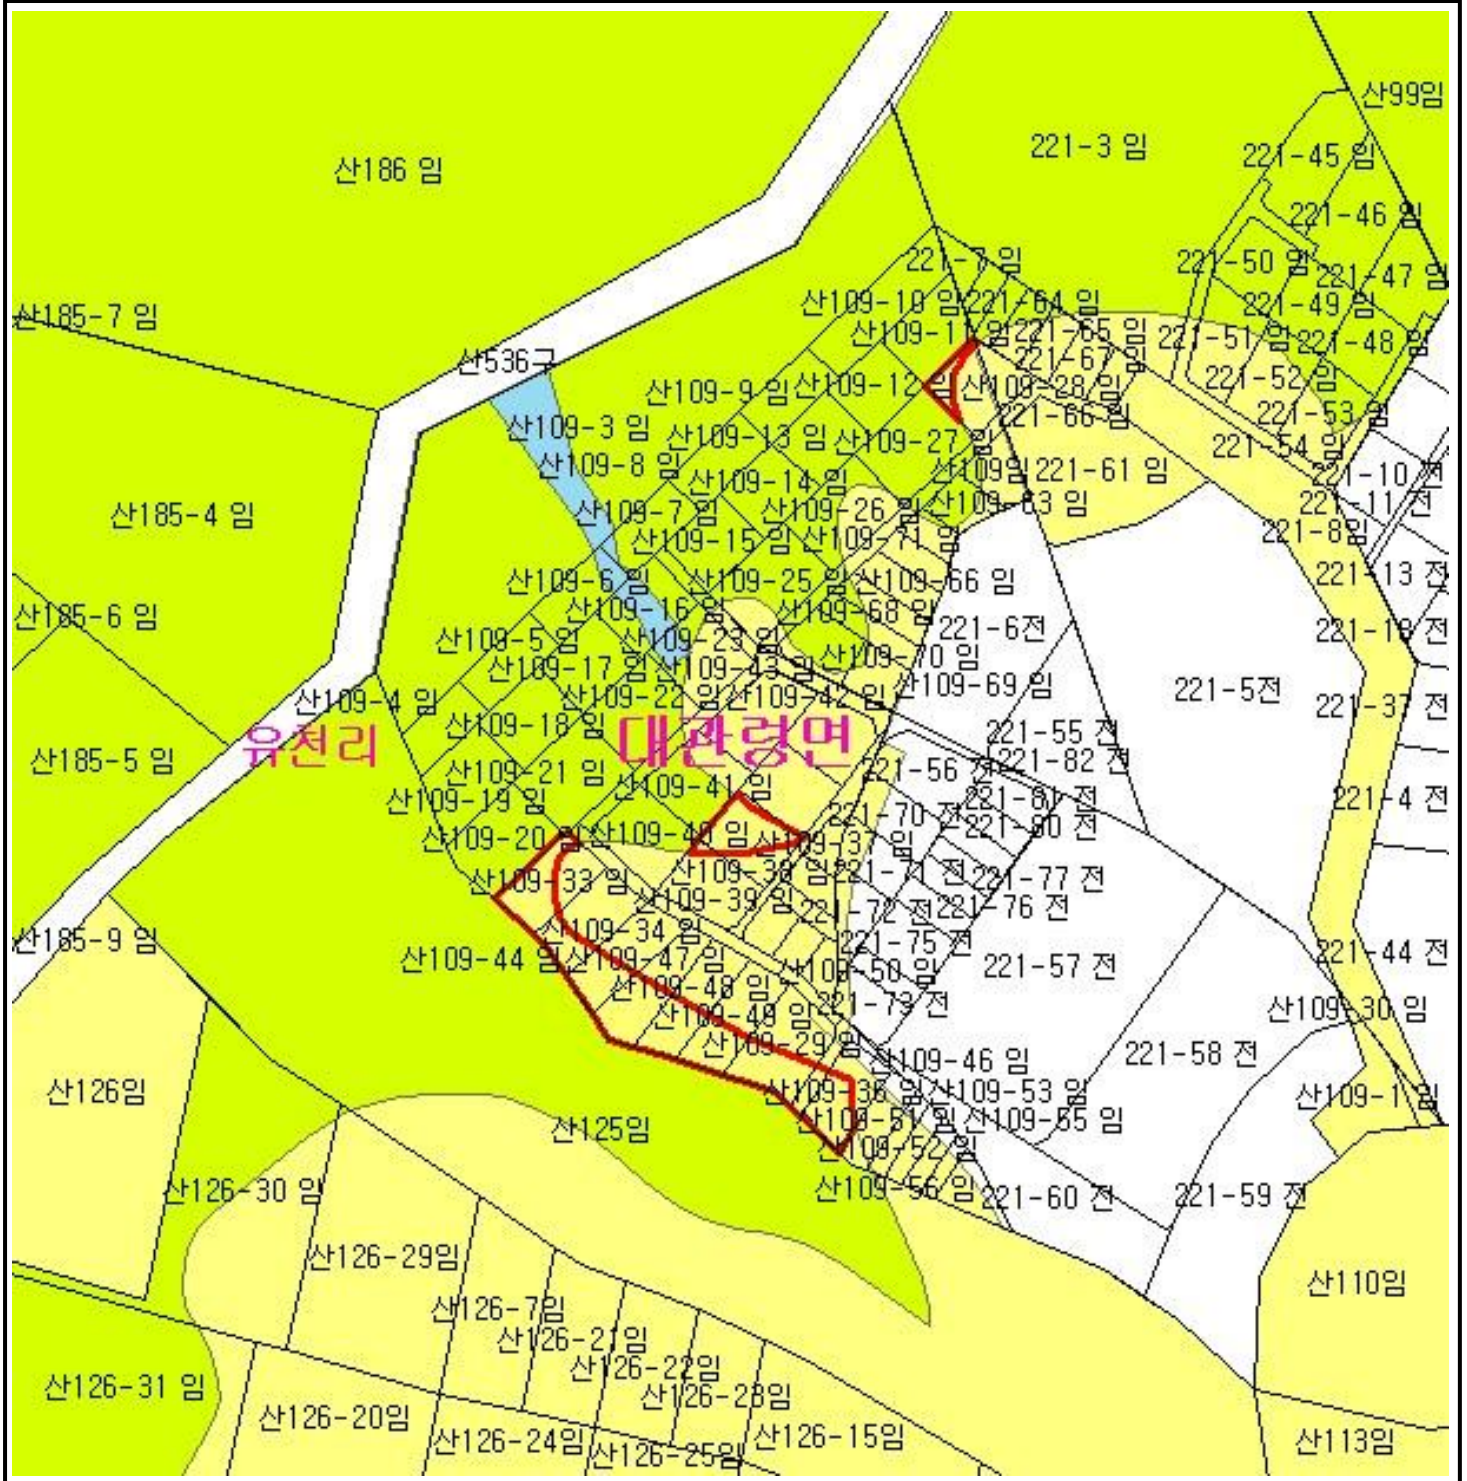 산99임
221-3 임
221-45 임
산186 임
221-46 임
221-7 임
221-50 임
221-47 임
산109-10 임
221-64 임
221-49 임
산185-7 임
산109-11 임
221-65 임
221-51 임
221-48 임
산536구
221-67 임
산109-9 임
산109-12 임
산109-28 임
221-52 임
221-66 임
221-53 임
산109-3 임
산109-13 임
산109-27 임
221-54 임
산109-8 임
산109임
221-61 임
221-10 전
산109-14 임
산109-63 임
221-11 전
산185-4 임
산109-7 임
산109-26 임
221-8임
산109-15 임
산109-71 임
221-13 전
산109-6 임
산109-25 임
산109-66 임
산185-6 임
산109-16 임
산109-68 임
221-6전
221-18 전
산109-5 임
산109-23 임
산109-70 임
산109-17 임
산109-43 임
산109-69 임
221-5전
산109-4 임
산109-22 임
산109-42 임
221-37 전
산109-18 임
221-55 전
유천리
대관령면
산185-5 임
221-82 전
산109-21 임
221-56 전
산109-41 임
산109-19 임
221-81 전
221-4 전
221-70 전
221-80 전
산109-20 임
산109-40 임
산109-37 임
산109-33 임
산109-38 임
221-71 전
221-77 전
산109-39 임
221-72 전
221-76 전
산185-9 임
산109-34 임
221-75 전
221-44 전
산109-44 임
산109-47 임
산109-50 임
221-57 전
산109-48 임
221-73 전
산109-30 임
산109-49 임
산109-29 임
산109-46 임
221-58 전
산126임
산109-36 임
산109-53 임
산109-1 임
산125임
산109-51 임
산109-55 임
산109-52 임
산126-30 임
산109-56 임
221-60 전
221-59 전
산126-29임
산110임
산126-7임
산126-21임
산126-22임
산126-31 임
산126-23임
산126-20임
산126-24임
산126-25임
산126-15임
산113임